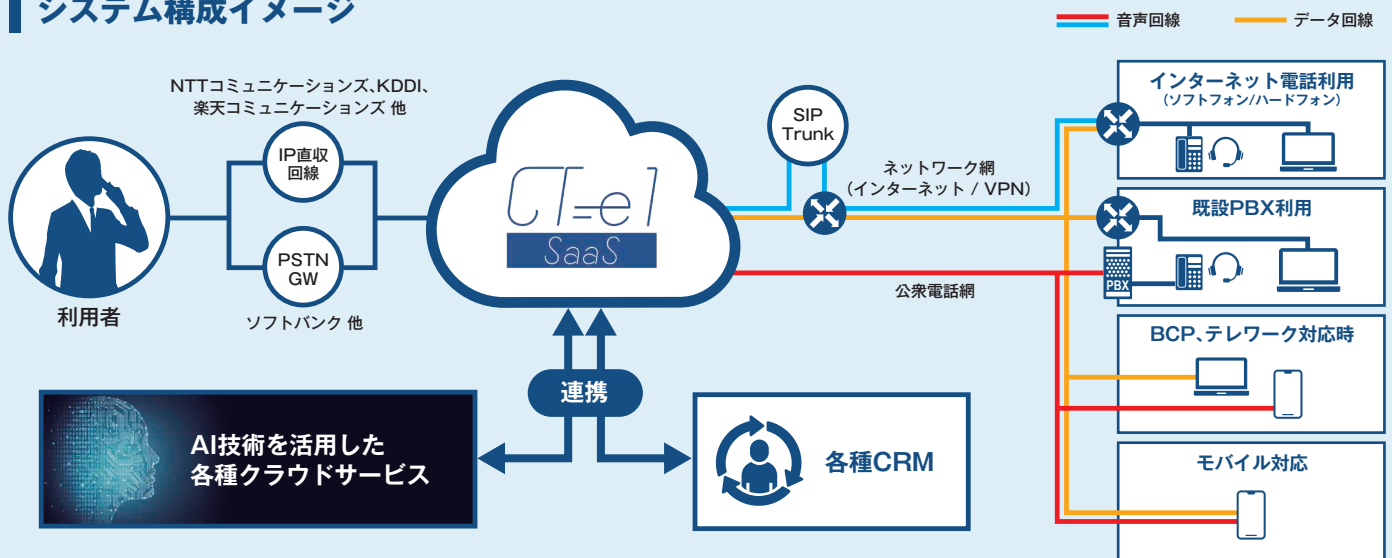 システム構成イメージ
音声回線
データ回線
NTTコミュニケーションズ、KDDI、
楽天コミュニケーションズ 他
IP直収
回線
PSTN
GW
利用者
ソフトバンク 他
CT-e1
SaaS
SIP
Trunk
ネットワーク網
(インターネット / VPN)
公衆電話網
インターネット電話利用
(ソフトフォン/ハードフォン)
既設PBX利用
PBX
BCP、テレワーク対応時
モバイル対応
連携
AI技術を活用した
各種クラウドサービス
各種CRM